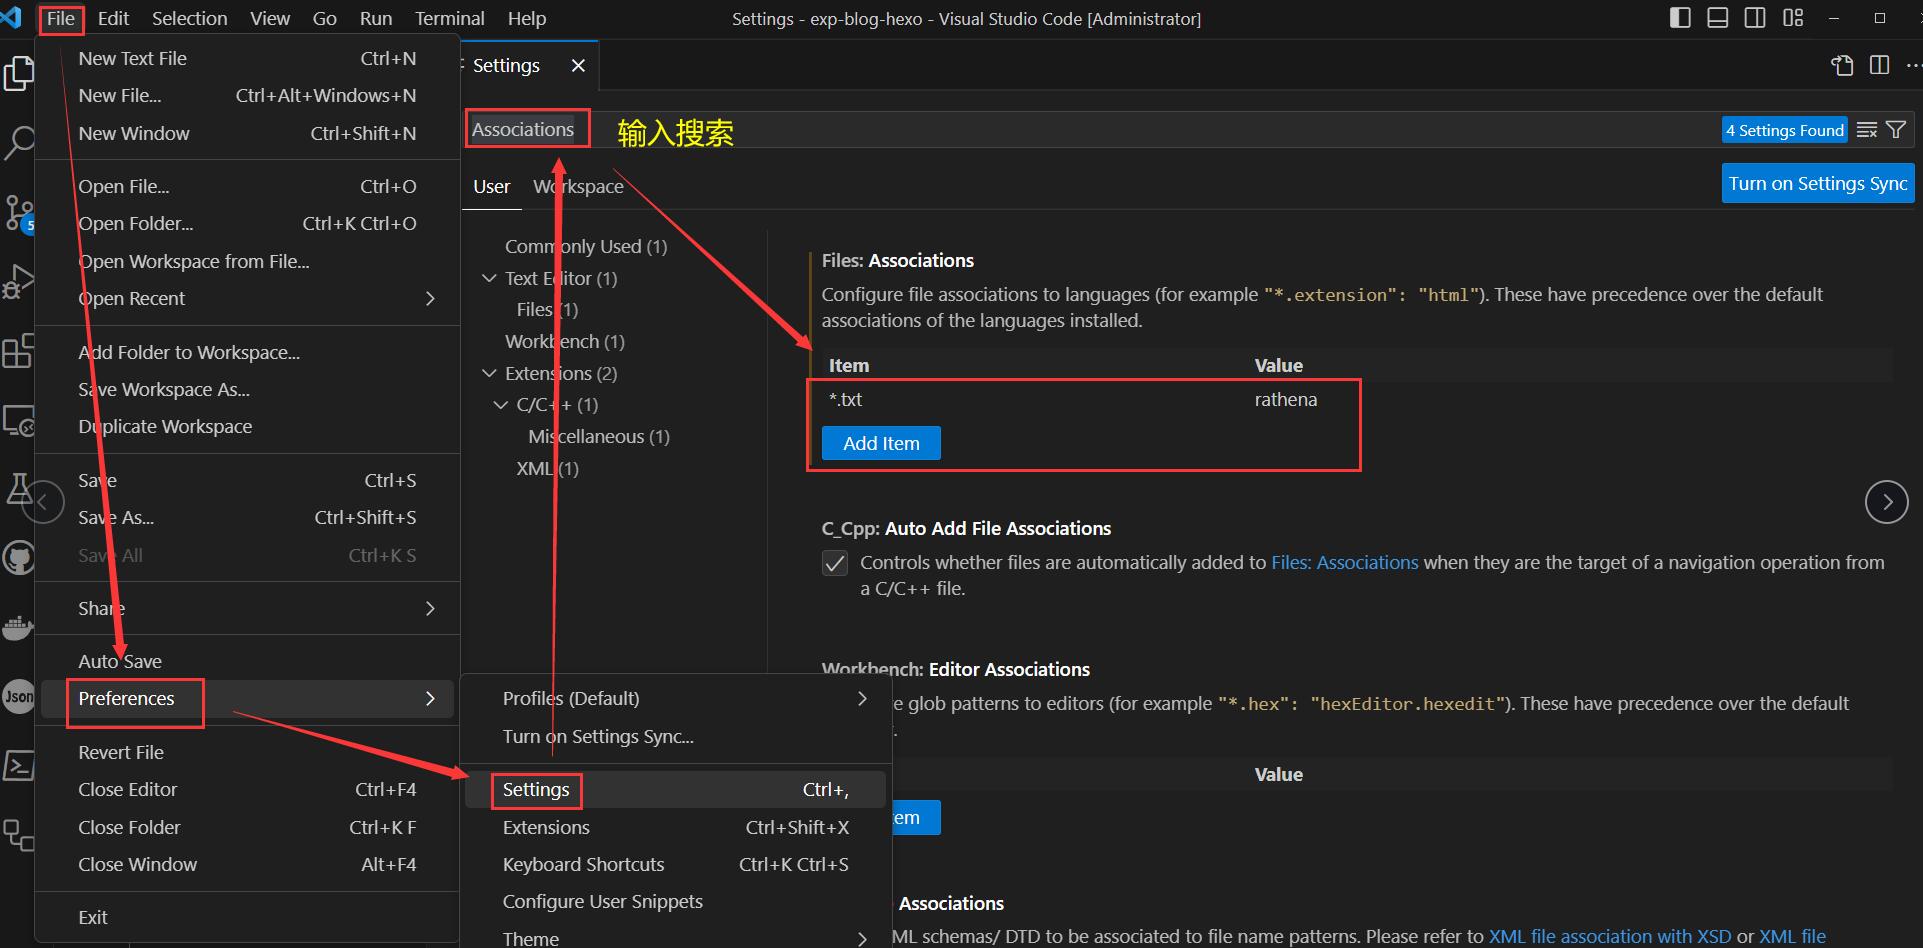 File Edit Selection View Go Run Terminal Help
Settings - exp-blog-hexo - Visual Studio Code [Administrator]
New Text File Ctrl+N
New File... Ctrl+Alt+Windows+N
New Window Ctrl+Shift+N
Open File... Ctrl+O
Open Folder... Ctrl+K Ctrl+O
Open Workspace from File...
Open Recent
Add Folder to Workspace...
Save Workspace As...
Duplicate Workspace
Save Ctrl+S
Save As... Ctrl+Shift+S
Save All Ctrl+K S
Share
Auto Save
Preferences
Revert File
Close Editor Ctrl+F4
Close Folder Ctrl+K F
Close Window Alt+F4
Exit
5
Json
Profiles (Default)
Turn on Settings Sync...
Settings Ctrl+,
Extensions Ctrl+Shift+X
Keyboard Shortcuts Ctrl+K Ctrl+S
Configure User Snippets
Theme
Settings
Associations
输入搜索
4 Settings Found
User Workspace
Turn on Settings Sync
Commonly Used (1)
Text Editor (1)
Files (1)
Workbench (1)
Extensions (2)
C/C++ (1)
Miscellaneous (1)
XML (1)
Files: Associations
Configure file associations to languages (for example "*.extension": "html"). These have precedence over the default
associations of the languages installed.
Item Value
*.txt rathena
Add Item
C_Cpp: Auto Add File Associations
Controls whether files are automatically added to Files: Associations when they are the target of a navigation operation from
a C/C++ file.
Workbench: Editor Associations
glob patterns to editors (for example "*.hex": "hexEditor.hexedit"). These have precedence over the default
Value
Associations
schemas/ DTD to be associated to file name patterns. Please refer to XML file association with XSD or XML file